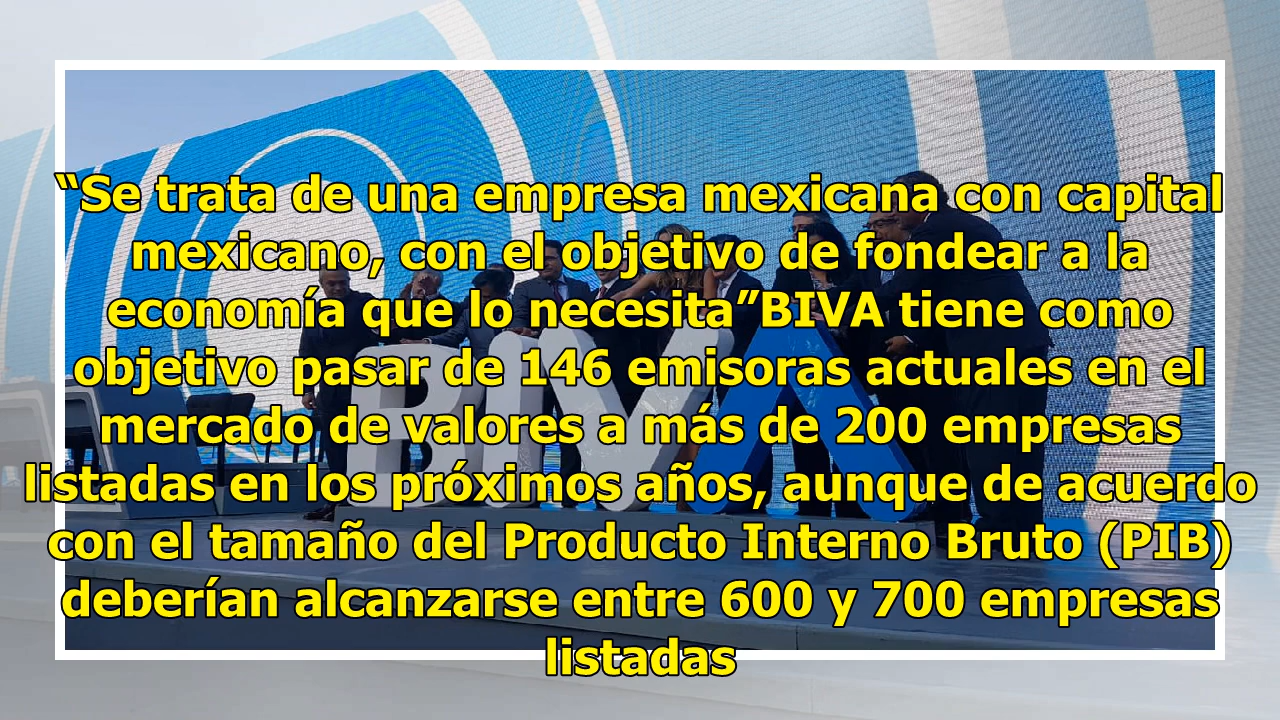 “Se trata de una empresa mexicana con capital
mexicano, con el objetivo de fondear a la
economía que lo necesita”BIVA tiene como
objetivo pasar de 146 emisoras actuales en el
mercado de valores a más de 200 empresas
listadas en los próximos años, aunque de acuerdo
con el tamaño del Producto Interno Bruto (PIB)
deberían alcanzarse entre 600 y 700 empresas
listadas
BIVA